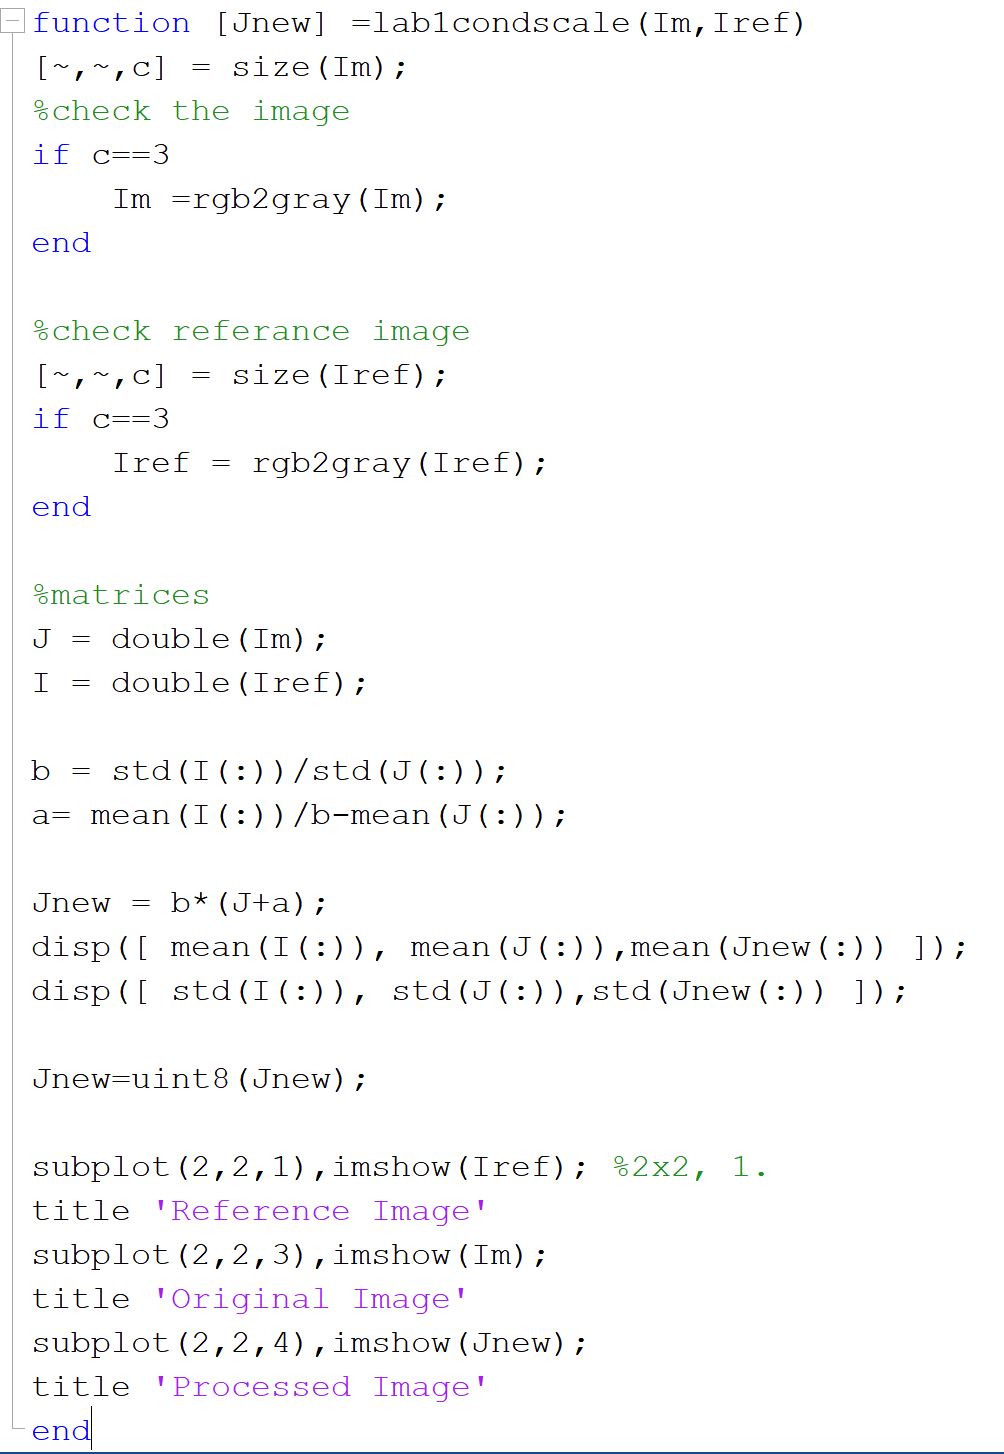 function [Jnew] =lab1condscale(Im,Iref)
[~,~,c] = size(Im);
%check the image
if c==3
    Im =rgb2gray(Im);
end

%check referance image
[~,~,c] = size(Iref);
if c==3
    Iref = rgb2gray(Iref);
end

%matrices
J = double(Im);
I = double(Iref);

b = std(I(:))/std(J(:));
a= mean(I(:))/b-mean(J(:));

Jnew = b*(J+a);
disp([ mean(I(:)), mean(J(:)),mean(Jnew(:)) ]);
disp([ std(I(:)), std(J(:)),std(Jnew(:)) ]);

Jnew=uint8(Jnew);

subplot(2,2,1),imshow(Iref); %2x2, 1.
title 'Reference Image'
subplot(2,2,3),imshow(Im);
title 'Original Image'
subplot(2,2,4),imshow(Jnew);
title 'Processed Image'
end